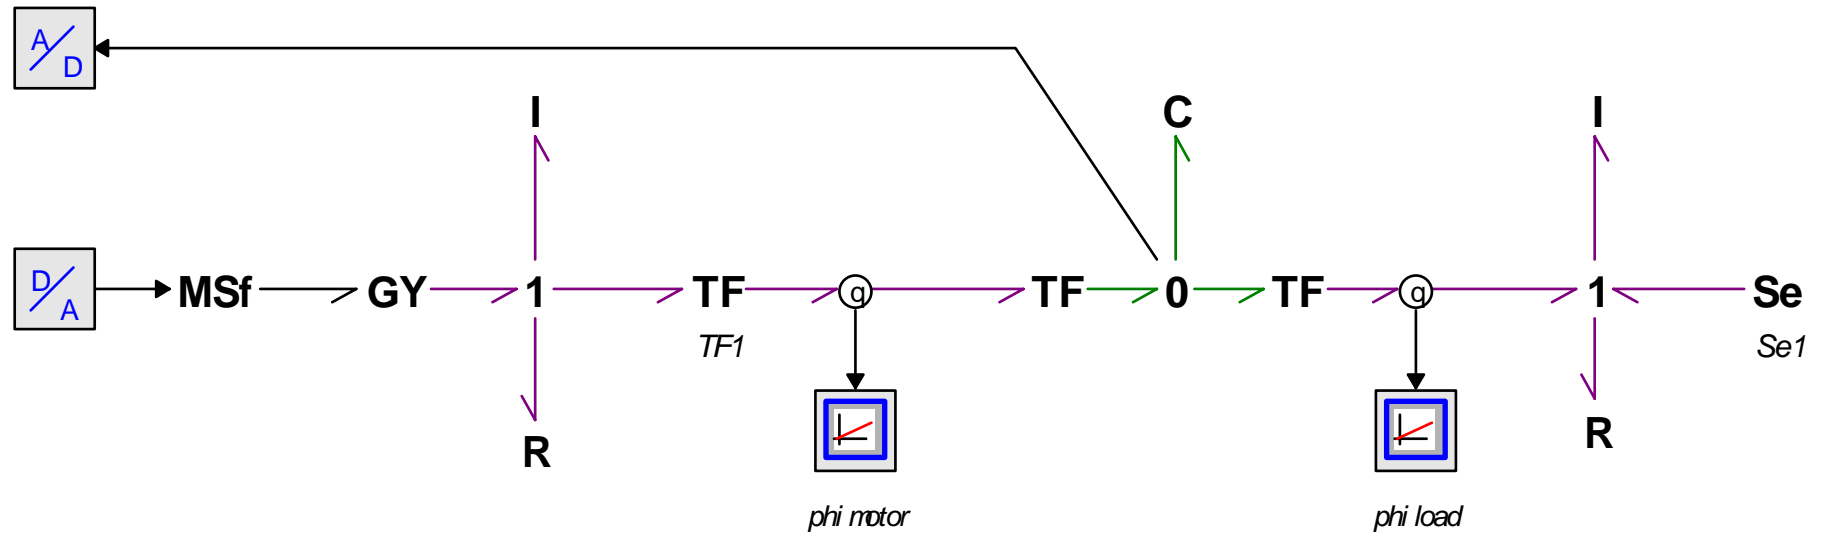 A/D
I
C
I
D/A
MSf
GY
1
TF
q
TF
0
TF
q
1
Se
TF1
Se1
R
R
phi motor
phi load